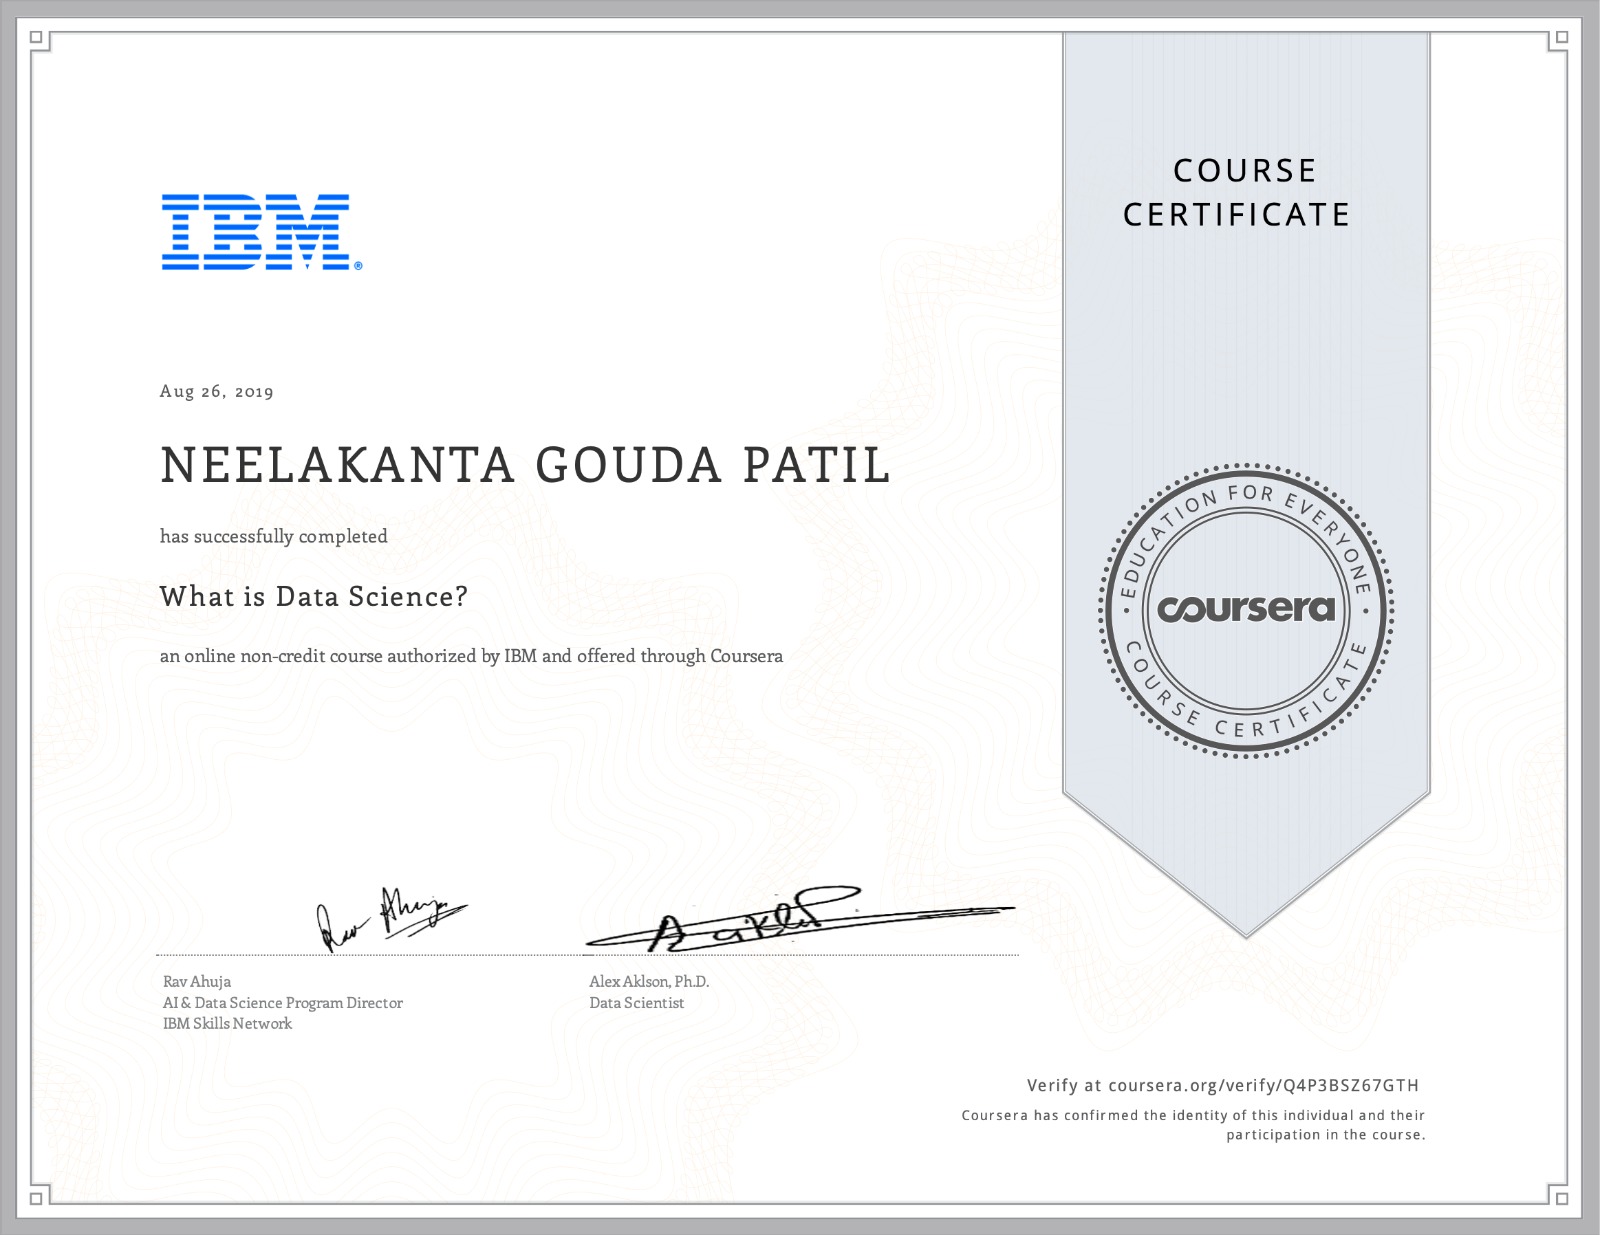 COURSE
CERTIFICATE
IBM®
Aug 26, 2019
NEELAKANTA GOUDA PATIL
has successfully completed
What is Data Science?
an online non-credit course authorized by IBM and offered through Coursera
EDUCATION FOR EVERYONE
coursera
COURSE CERTIFICATE
Rav Ahuja
Rav Ahuja
AI & Data Science Program Director
IBM Skills Network
Alex Aklson, Ph.D.
Data Scientist
Verify at coursera.org/verify/Q4P3BSZ67GTH
Coursera has confirmed the identity of this individual and their
participation in the course.